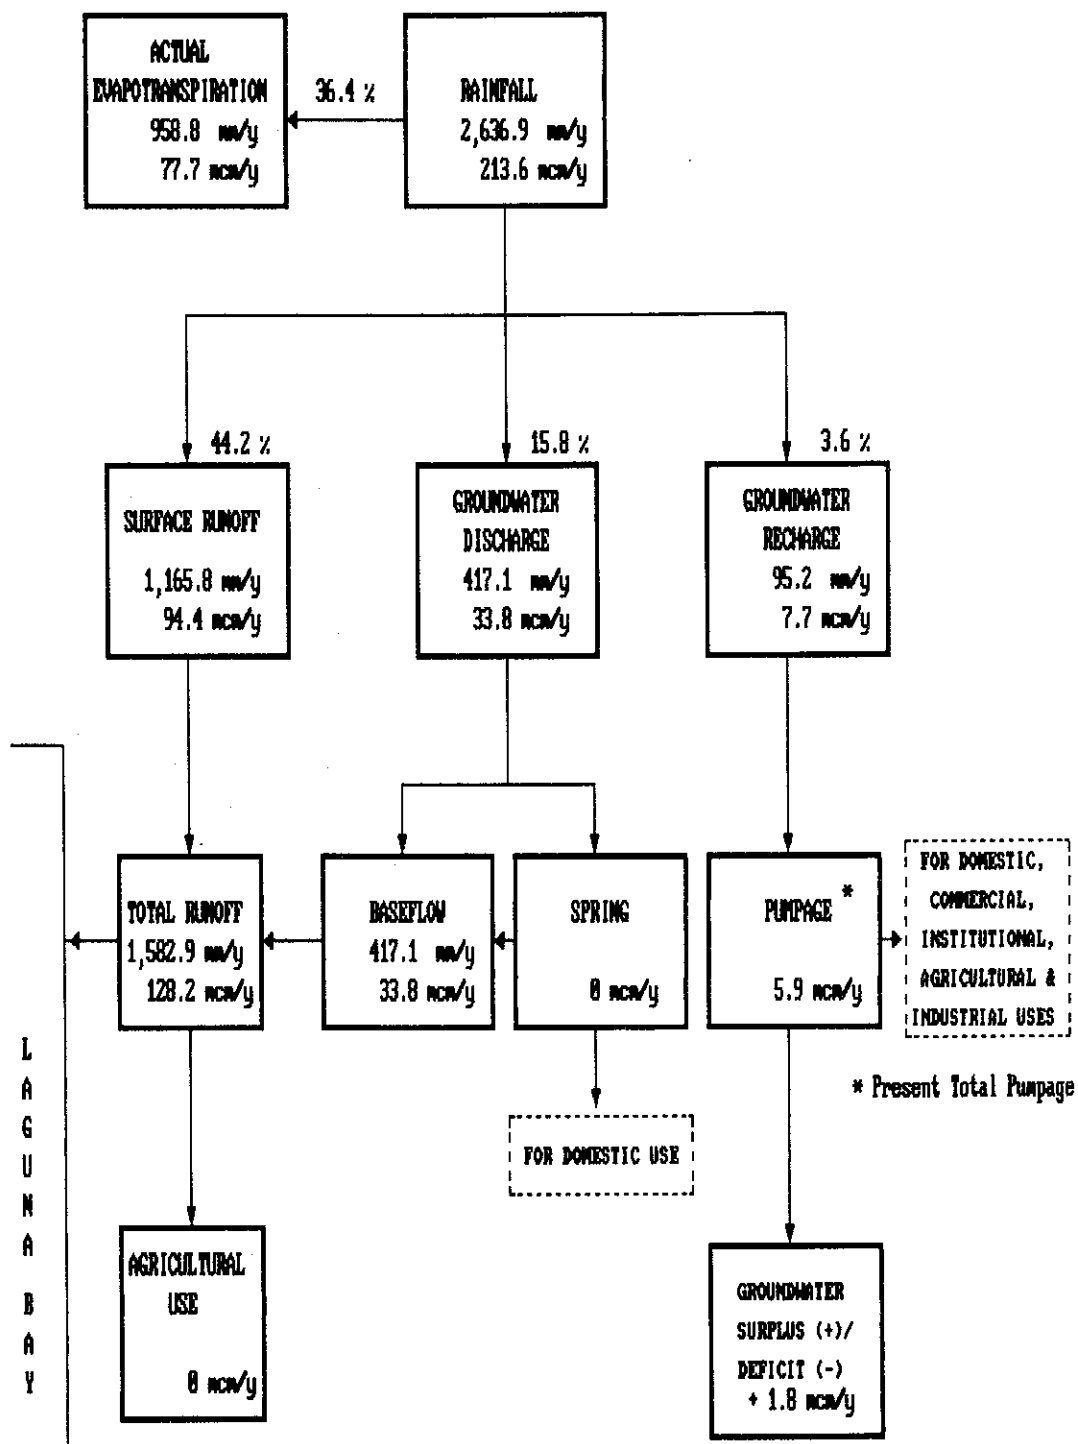 ACTUAL
EVAPOTRANSPIRATION
958.8 mm/y
77.7 mcm/y
36.4 %
RAINFALL
2,636.9 mm/y
213.6 mcm/y
44.2 %
15.8 %
3.6 %
SURFACE RUNOFF
1,165.8 mm/y
94.4 mcm/y
GROUNDWATER
DISCHARGE
417.1 mm/y
33.8 mcm/y
GROUNDWATER
RECHARGE
95.2 mm/y
7.7 mcm/y
TOTAL RUNOFF
1,582.9 mm/y
128.2 mcm/y
BASEFLOW
417.1 mm/y
33.8 mcm/y
SPRING
0 mcm/y
PUMPAGE *
5.9 mcm/y
FOR DOMESTIC,
COMMERCIAL,
INSTITUTIONAL,
AGRICULTURAL &
INDUSTRIAL USES
* Present Total Pumpage
FOR DOMESTIC USE
LAGUNA BAY
AGRICULTURAL
USE
0 mcm/y
GROUNDWATER
SURPLUS (+)/
DEFICIT (-)
+ 1.8 mcm/y